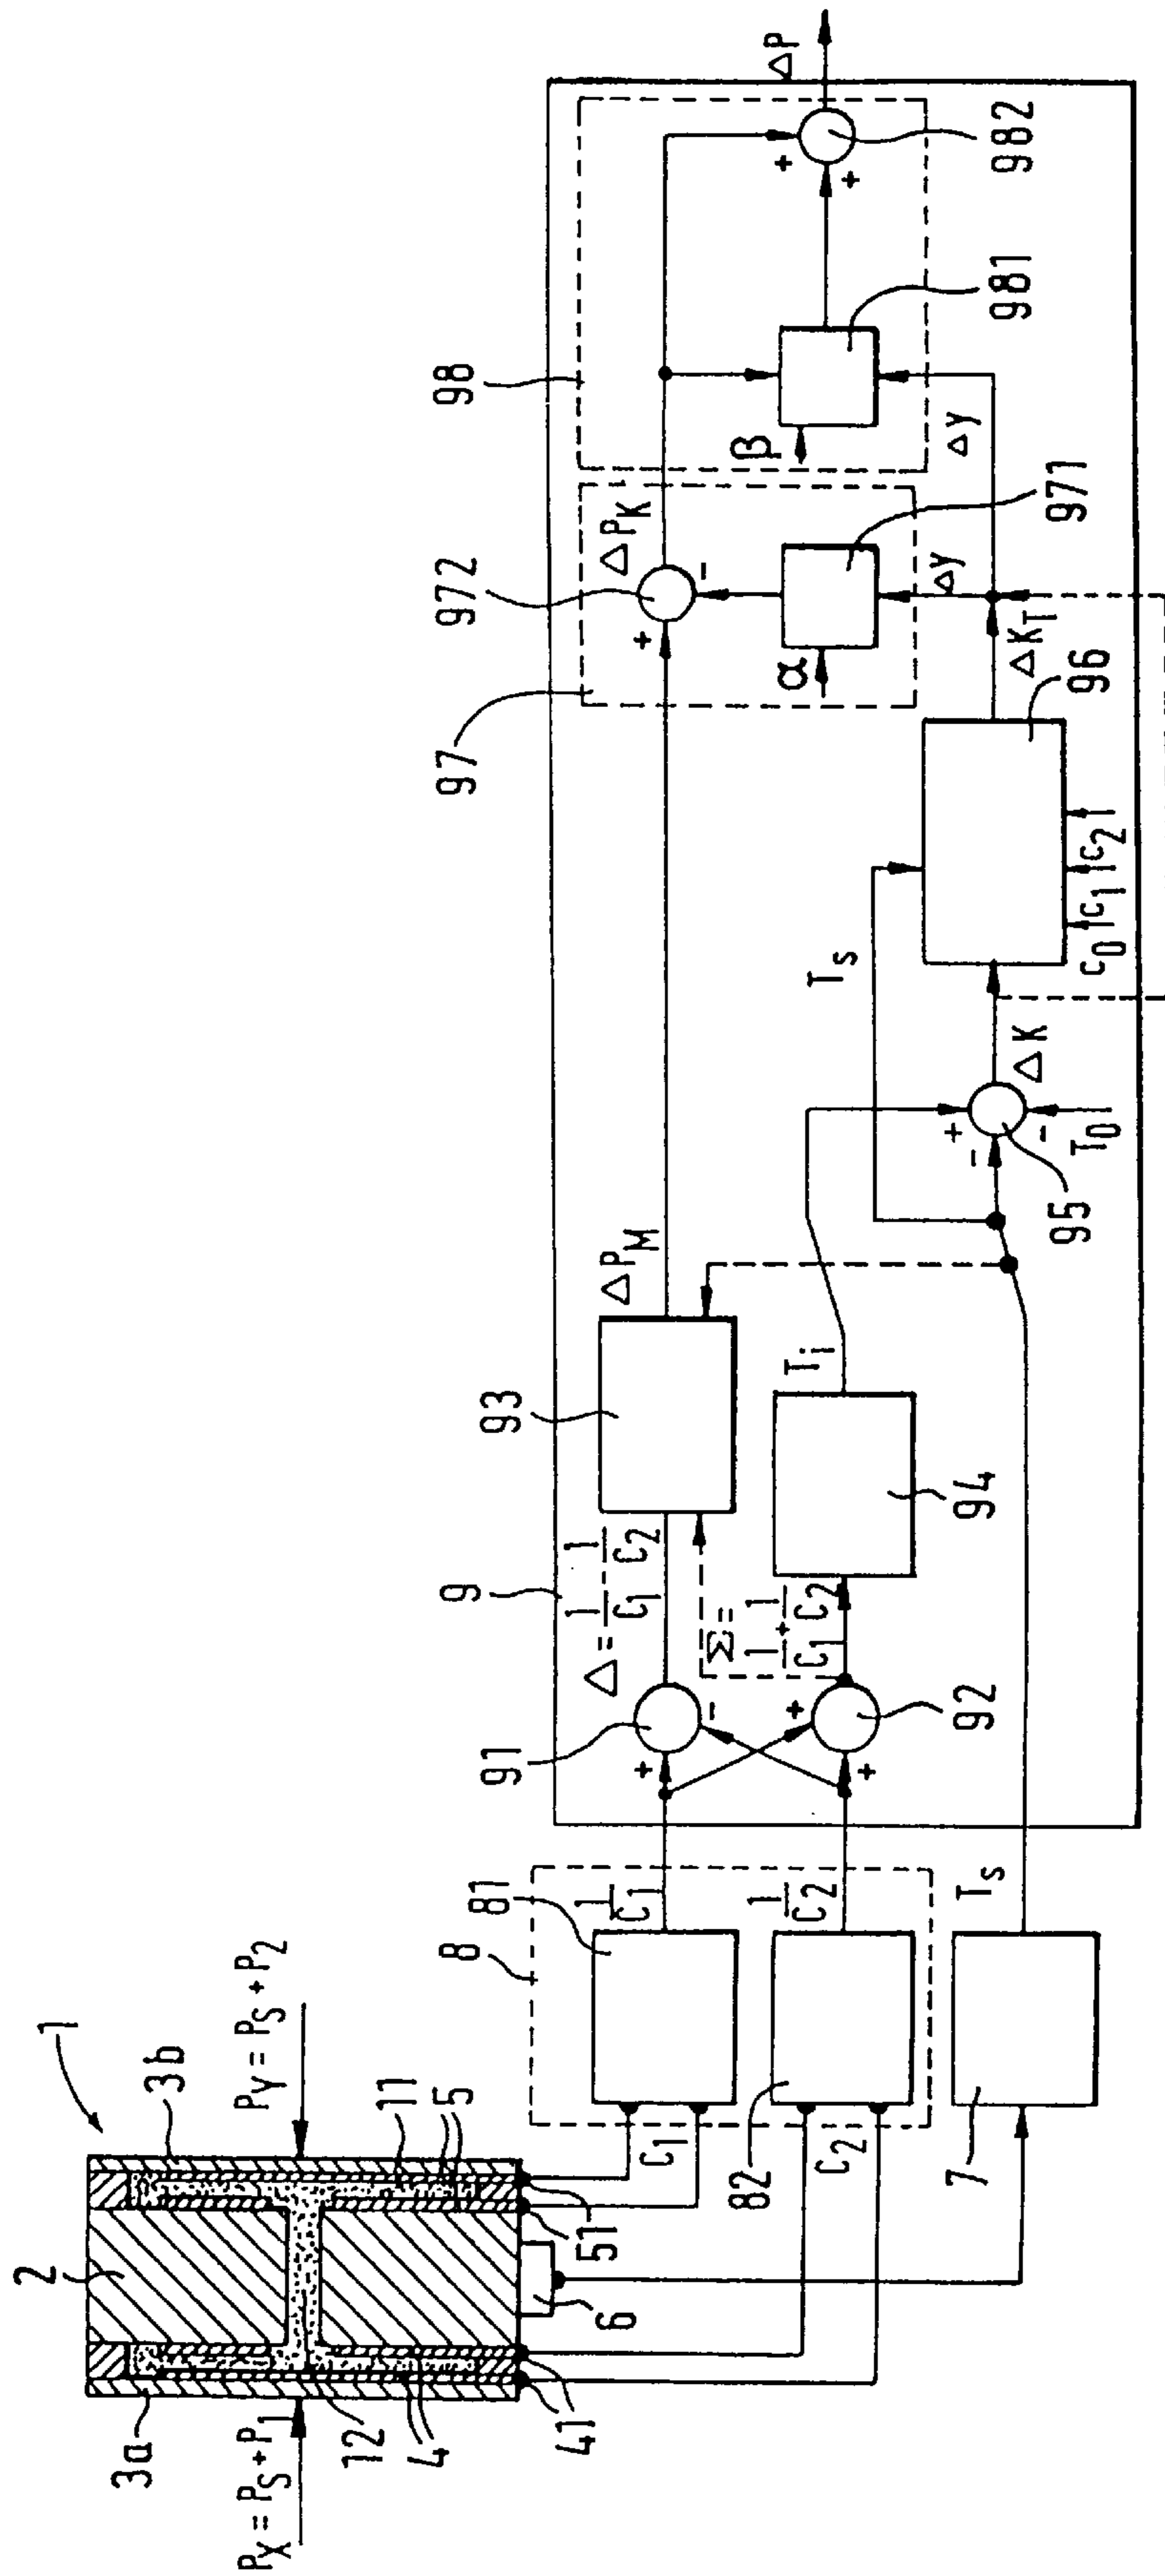 1
2
3a
3b
P_X = P_S + P_1
P_Y = P_S + P_2
12
4
41
11
5
51
6
C_1
C_2
8
81
82
7
1/C_1
1/C_2
T_s
9
91
+
-
92
+
+
Δ = 1/C_1 - 1/C_2
Σ = 1/C_1 + 1/C_2
93
94
ΔP_M
T_i
T_s
95
+
-
-
T_0
ΔK
96
c_0
c_1
c_2
ΔK_T
97
972
+
-
ΔP_K
α
971
Δy
Δy
98
β
981
982
+
+
ΔP